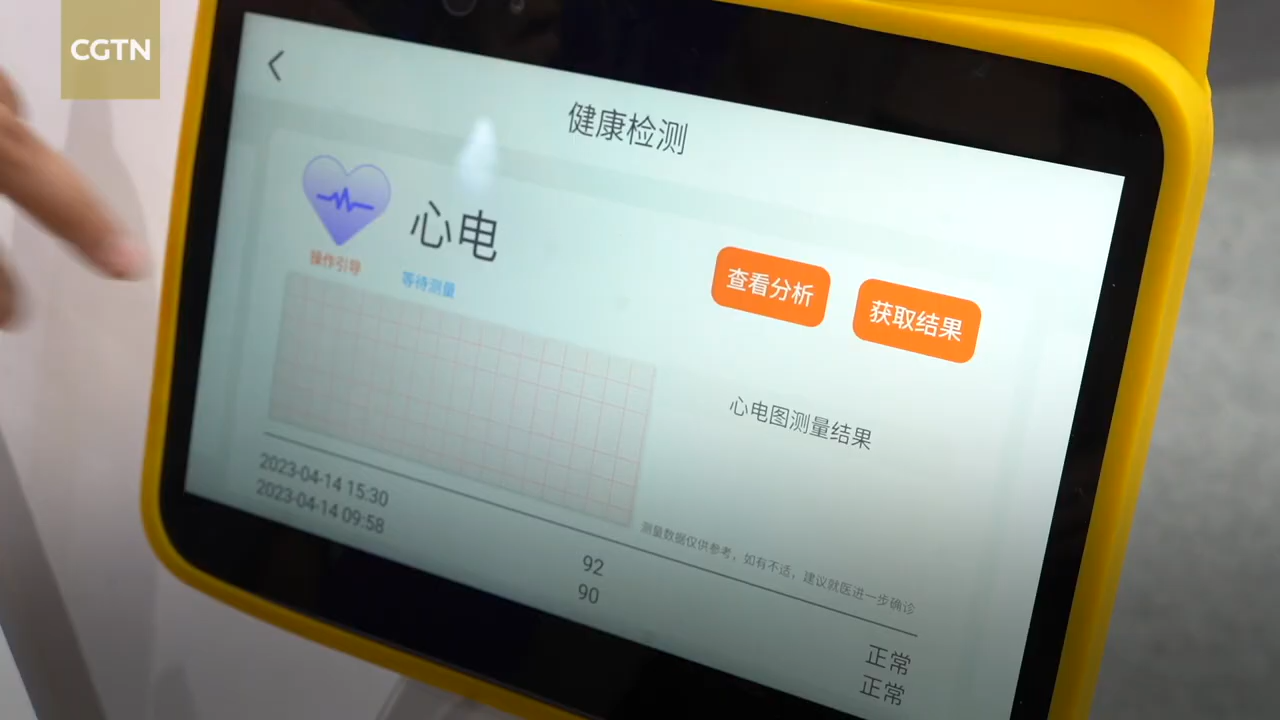 CGTN
健康检测
心电
操作引导
等待测量
查看分析
获取结果
心电图测量结果
测量数据仅供参考，如有不适，建议就医进一步确诊
2023-04-14 15:30 92 正常
2023-04-14 09:58 90 正常